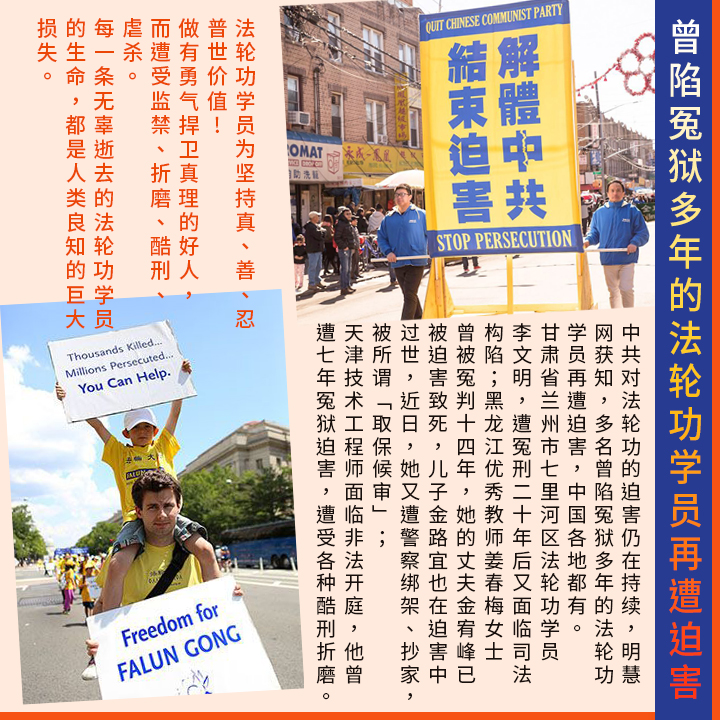 曾陷冤狱多年的法轮功学员再遭迫害
法轮功学员为坚持真、善、忍
普世价值！
做有勇气捍卫真理的好人，
而遭受监禁、折磨、酷刑、
虐杀。
每一条无辜逝去的法轮功学员
的生命，都是人类良知的巨大
损失。
QUIT CHINESE COMMUNIST PARTY
解體中共
結束迫害
STOP PERSECUTION
中共对法轮功的迫害仍在持续，明慧
网获知，多名曾陷冤狱多年的法轮功
学员再遭迫害，中国各地都有。
甘肃省兰州市七里河区法轮功学员
李文明，遭冤刑二十年后又面临司法
构陷；黑龙江优秀教师姜春梅女士
曾被冤判十四年，她的丈夫金宥峰已
被迫害致死，儿子金路宜也在迫害中
过世，近日，她又遭警察绑架、抄家，
被所谓「取保候审」；
天津技术工程师面临非法开庭，他曾
遭七年冤狱迫害，遭受各种酷刑折磨。
Thousands Killed...
Millions Persecuted...
You Can Help.
Freedom for
FALUN GONG